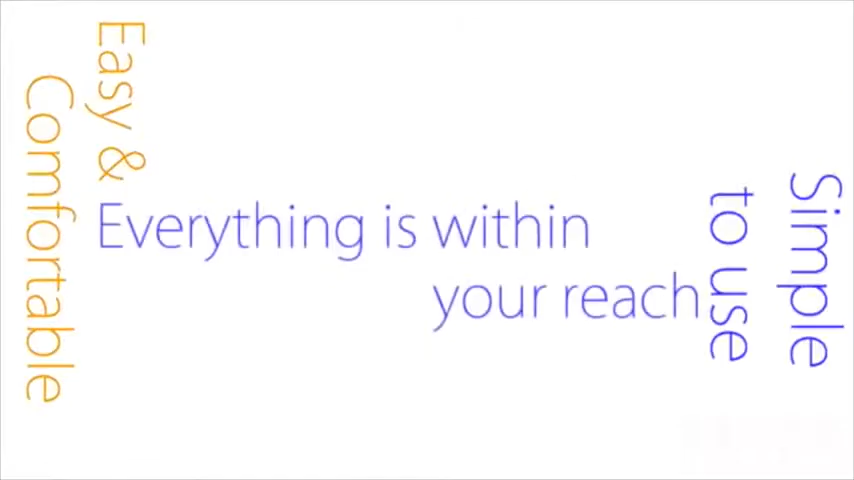 Easy &
Comfortable
Everything is within
your reach
Simple
to use